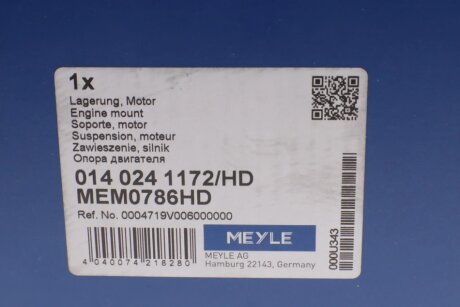 1x
Lagerung, Motor
Engine mount
Soporte, motor
Suspension, moteur
Zawieszenie, silnik
Опора двигателя
014 024 1172/HD
MEM0786HD
Ref. No. 0004719V006000000
MEYLE
MEYLE AG
Hamburg 22143, Germany
4 040074 218280
000U343